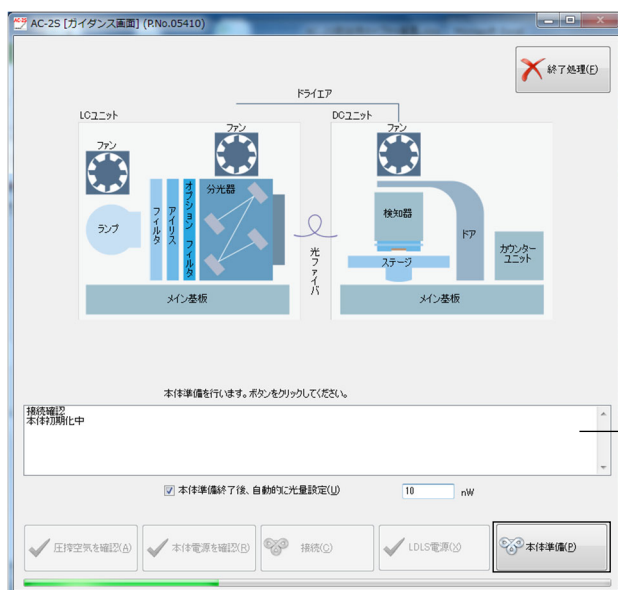 AC-2S [ガイダンス画面] (P.No.05410)
終了処理(F)
ドライエア
LCユニット
DCユニット
ファン
ファン
ファン
ランプ
フィルタ
アイリス
オプション フィルタ
分光器
光ファイバ
検知器
ステージ
ドア
カウンター
ユニット
メイン基板
メイン基板
本体準備を行います。ボタンをクリックしてください。
接続確認
本体初期化中
本体準備終了後、自動的に光量設定(U)
10 nW
圧搾空気を確認(A)
本体電源を確認(R)
接続(C)
LDLS電源(X)
本体準備(P)